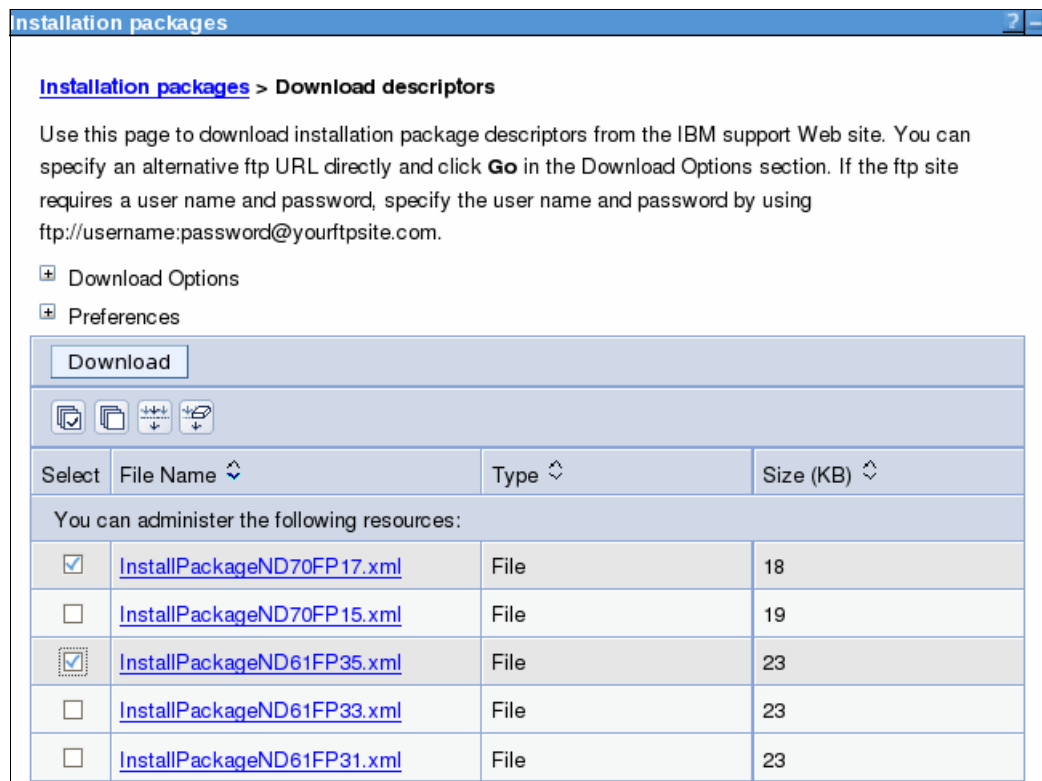 Installation packages
Installation packages > Download descriptors
Use this page to download installation package descriptors from the IBM support Web site. You can
specify an alternative ftp URL directly and click Go in the Download Options section. If the ftp site
requires a user name and password, specify the user name and password by using
ftp://username:password@yourftpsite.com.
Download Options
Preferences
Download
Select File Name Type Size (KB)
You can administer the following resources:
InstallPackageND70FP17.xml File 18
InstallPackageND70FP15.xml File 19
InstallPackageND61FP35.xml File 23
InstallPackageND61FP33.xml File 23
InstallPackageND61FP31.xml File 23